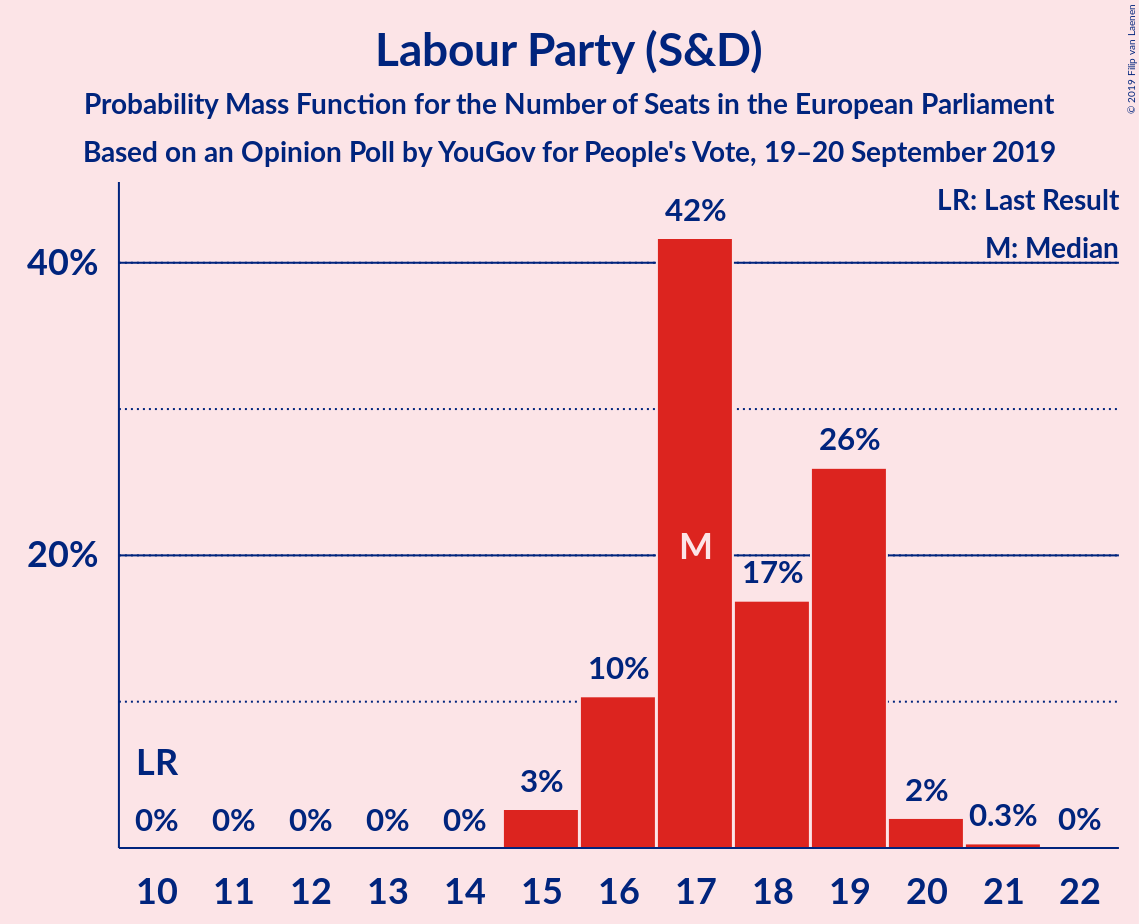 Labour Party (S&D)
Probability Mass Function for the Number of Seats in the European Parliament
Based on an Opinion Poll by YouGov for People's Vote, 19–20 September 2019
© 2019 Filip van Laenen
LR: Last Result
M: Median
40%
20%
42%
26%
M
17%
10%
LR
3%
2%
0% 0% 0% 0% 0% 0.3% 0%
10 11 12 13 14 15 16 17 18 19 20 21 22